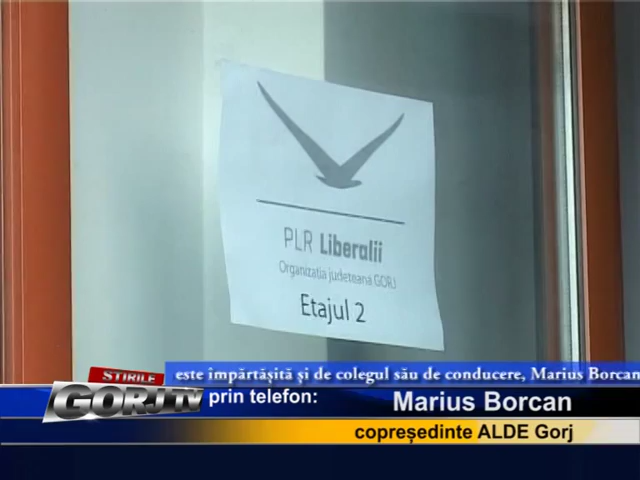 PLR Liberalii
Organizația județeană GORJ
Etajul 2
este împărtășită și de colegul său de conducere, Marius Borcan
ȘTIRILE
GORJ TV
prin telefon:
Marius Borcan
copreședinte ALDE Gorj